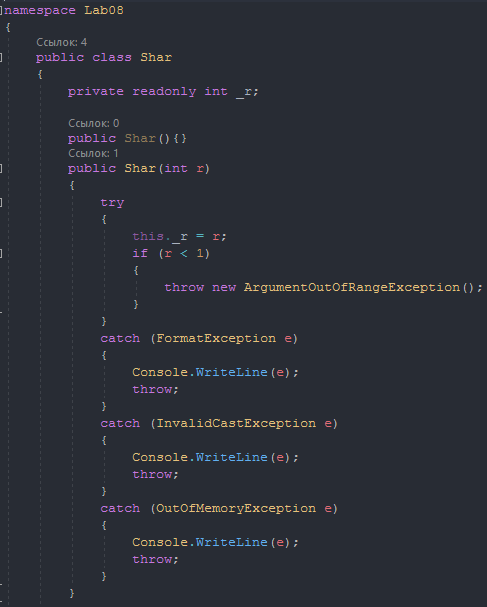 namespace Lab08
{
Ссылок: 4
public class Shar
{
private readonly int _r;
Ссылок: 0
public Shar(){}
Ссылок: 1
public Shar(int r)
{
try
{
this._r = r;
if (r < 1)
{
throw new ArgumentOutOfRangeException();
}
}
catch (FormatException e)
{
Console.WriteLine(e);
throw;
}
catch (InvalidCastException e)
{
Console.WriteLine(e);
throw;
}
catch (OutOfMemoryException e)
{
Console.WriteLine(e);
throw;
}
}